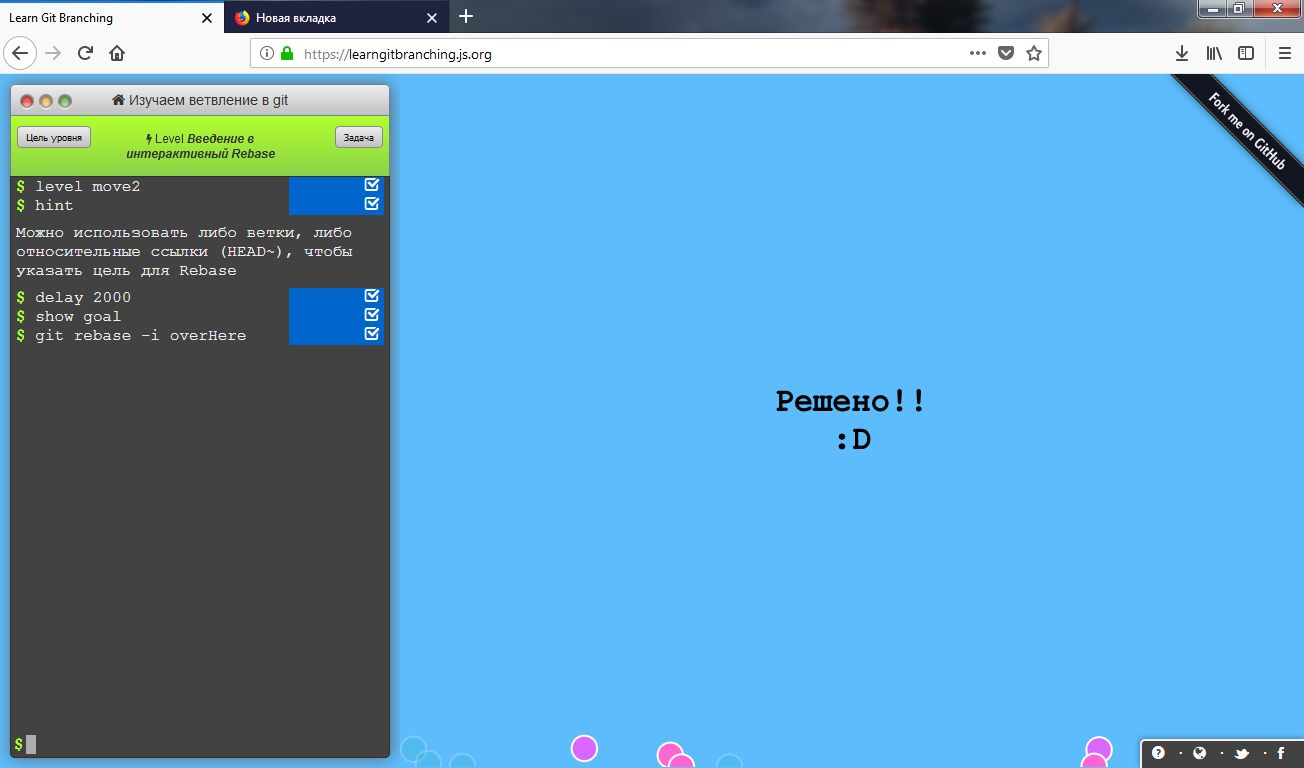 Learn Git Branching
Новая вкладка
https://learngitbranching.js.org
Изучаем ветвление в git
Цель уровня
Level Введение в
интерактивный Rebase
Задача
$ level move2
$ hint
Можно использовать либо ветки, либо
относительные ссылки (HEAD~), чтобы
указать цель для Rebase
$ delay 2000
$ show goal
$ git rebase -i overHere
$
Решено!!
:D
Fork me on GitHub